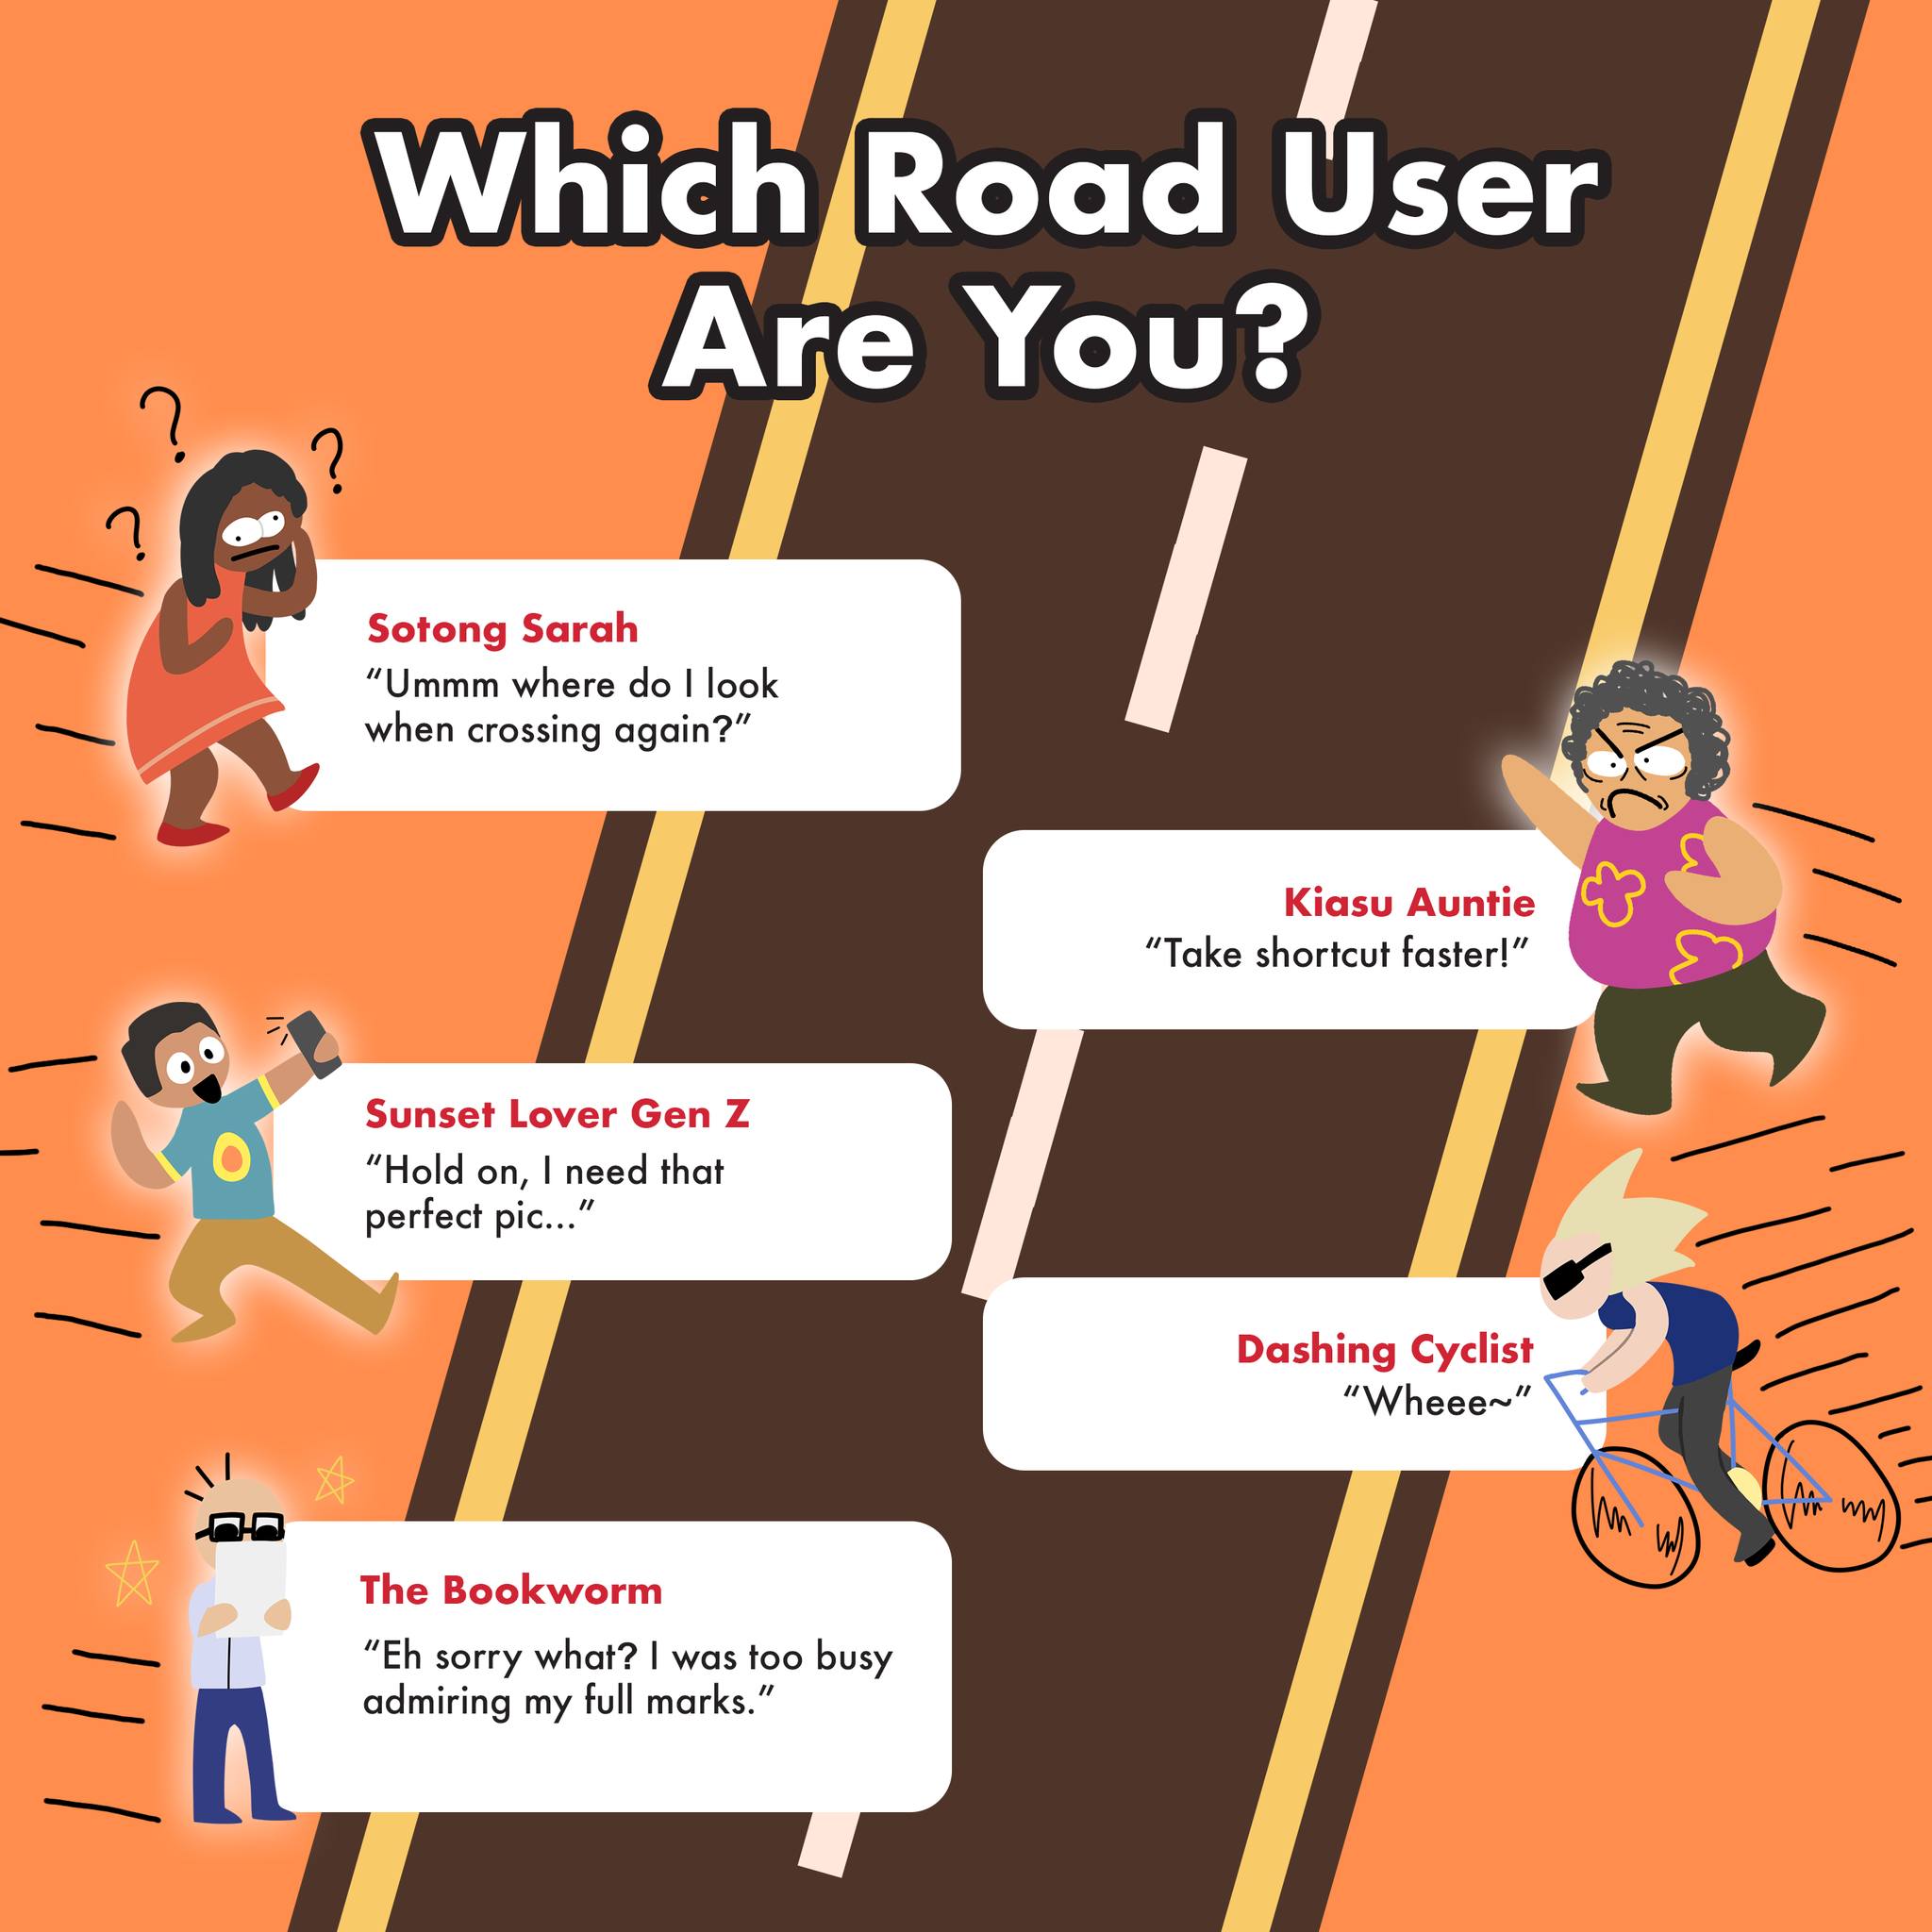 Which Road User
Are You?
Sotong Sarah
“Ummm where do I look
when crossing again?”
Kiasu Auntie
“Take shortcut faster!”
Sunset Lover Gen Z
“Hold on, I need that
perfect pic...”
Dashing Cyclist
“Wheee~”
The Bookworm
“Eh sorry what? I was too busy
admiring my full marks.”